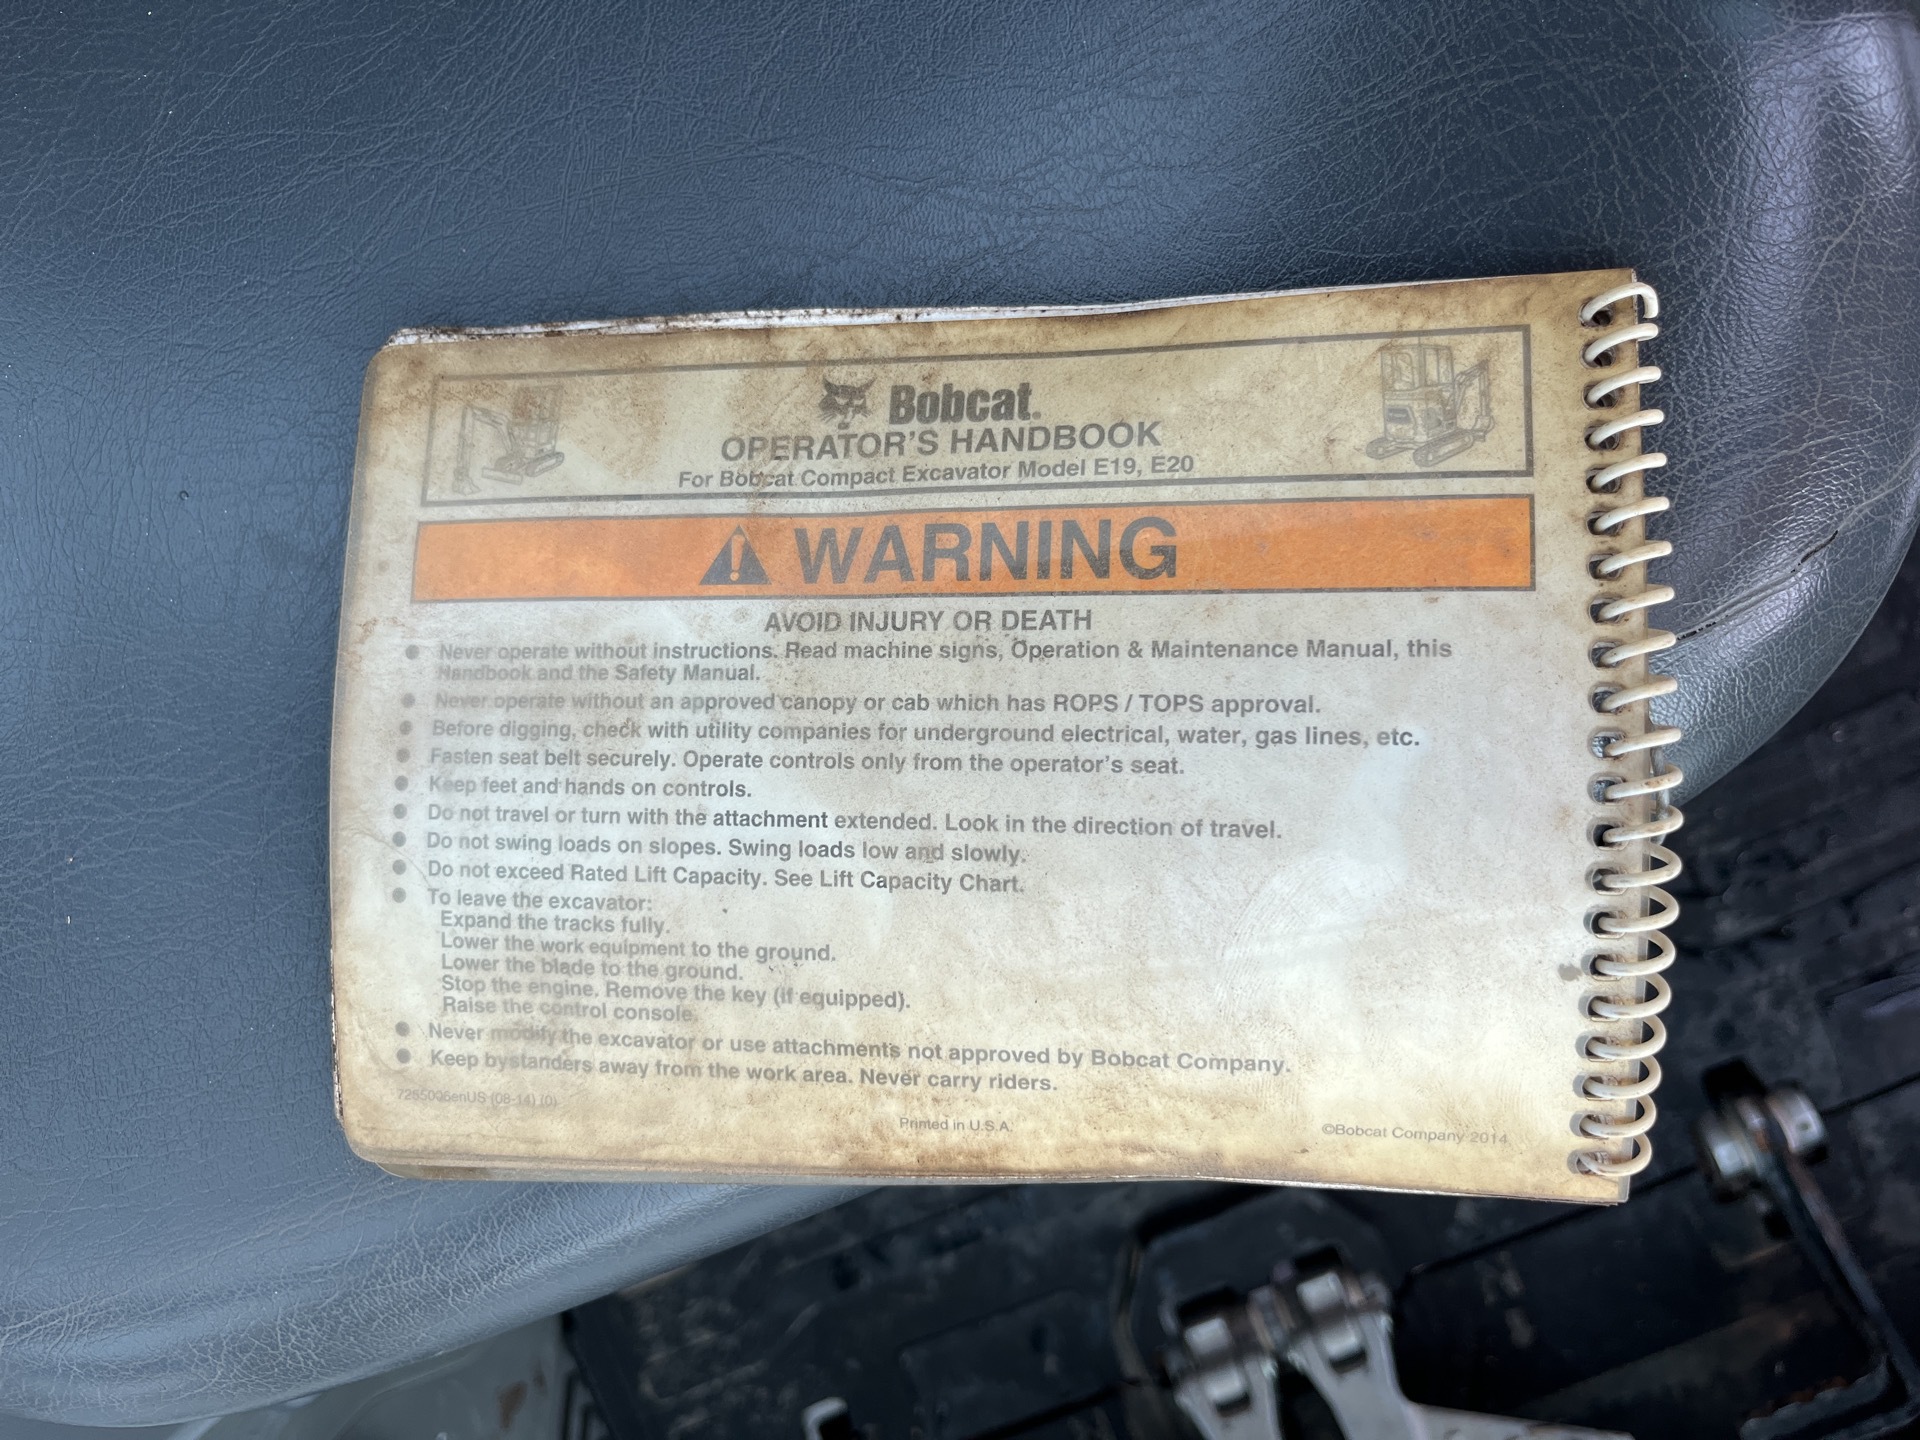 Bobcat.
OPERATOR'S HANDBOOK
For Bobcat Compact Excavator Model E19, E20
WARNING
AVOID INJURY OR DEATH
● Never operate without instructions. Read machine signs, Operation & Maintenance Manual, this
Handbook and the Safety Manual.
● Never operate without an approved canopy or cab which has ROPS / TOPS approval.
● Before digging, check with utility companies for underground electrical, water, gas lines, etc.
● Fasten seat belt securely. Operate controls only from the operator's seat.
● Keep feet and hands on controls.
● Do not travel or turn with the attachment extended. Look in the direction of travel.
● Do not swing loads on slopes. Swing loads low and slowly.
● Do not exceed Rated Lift Capacity. See Lift Capacity Chart.
● To leave the excavator:
Expand the tracks fully.
Lower the work equipment to the ground.
Lower the blade to the ground.
Stop the engine. Remove the key (if equipped).
Raise the control console.
● Never modify the excavator or use attachments not approved by Bobcat Company.
● Keep bystanders away from the work area. Never carry riders.
(08-14) (0)
Printed in U.S.A.
©Bobcat Company 2014